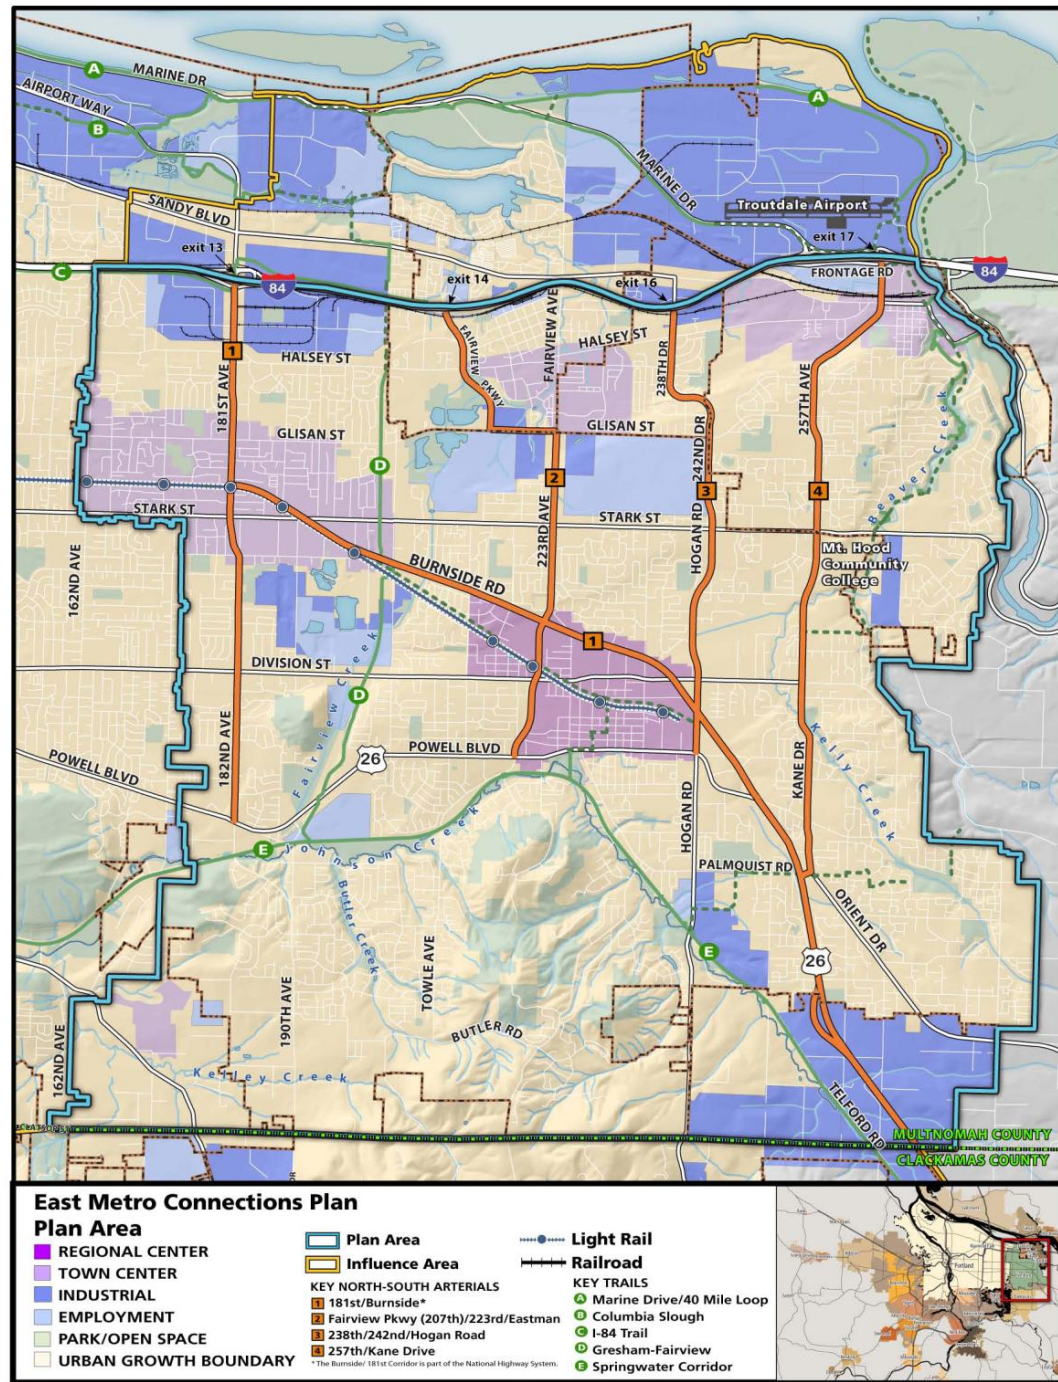 A
MARINE DR
AIRPORT WAY
B
A
MARINE DR
SANDY BLVD
Troutdale Airport
exit 13
exit 17
C
84
exit 14
exit 16
FRONTAGE RD
84
1
HALSEY ST
FAIRVIEW PKWY
FAIRVIEW AVE
HALSEY ST
238TH DR
257TH AVE
181ST AVE
GLISAN ST
GLISAN ST
D
2
242ND DR
3
4
Beaver Creek
STARK ST
STARK ST
162ND AVE
223RD AVE
HOGAN RD
Mt. Hood
Community
College
BURNSIDE RD
1
DIVISION ST
D
Fairview Creek
182ND AVE
POWELL BLVD
26
POWELL BLVD
KANE DR
Kelly Creek
HOGAN RD
E
Johnson Creek
PALMQUIST RD
Butler Creek
ORIENT DR
TOWLE AVE
E
26
190TH AVE
BUTLER RD
162ND AVE
Kelley Creek
TELFORD RD
MULTNOMAH COUNTY
CLACKAMAS COUNTY
East Metro Connections Plan
Plan Area
REGIONAL CENTER
TOWN CENTER
INDUSTRIAL
EMPLOYMENT
PARK/OPEN SPACE
URBAN GROWTH BOUNDARY
Plan Area
Influence Area
KEY NORTH-SOUTH ARTERIALS
1 181st/Burnside*
2 Fairview Pkwy (207th)/223rd/Eastman
3 238th/242nd/Hogan Road
4 257th/Kane Drive
* The Burnside/ 181st Corridor is part of the National Highway System.
Light Rail
Railroad
KEY TRAILS
A Marine Drive/40 Mile Loop
B Columbia Slough
C I-84 Trail
D Gresham-Fairview
E Springwater Corridor
Portland